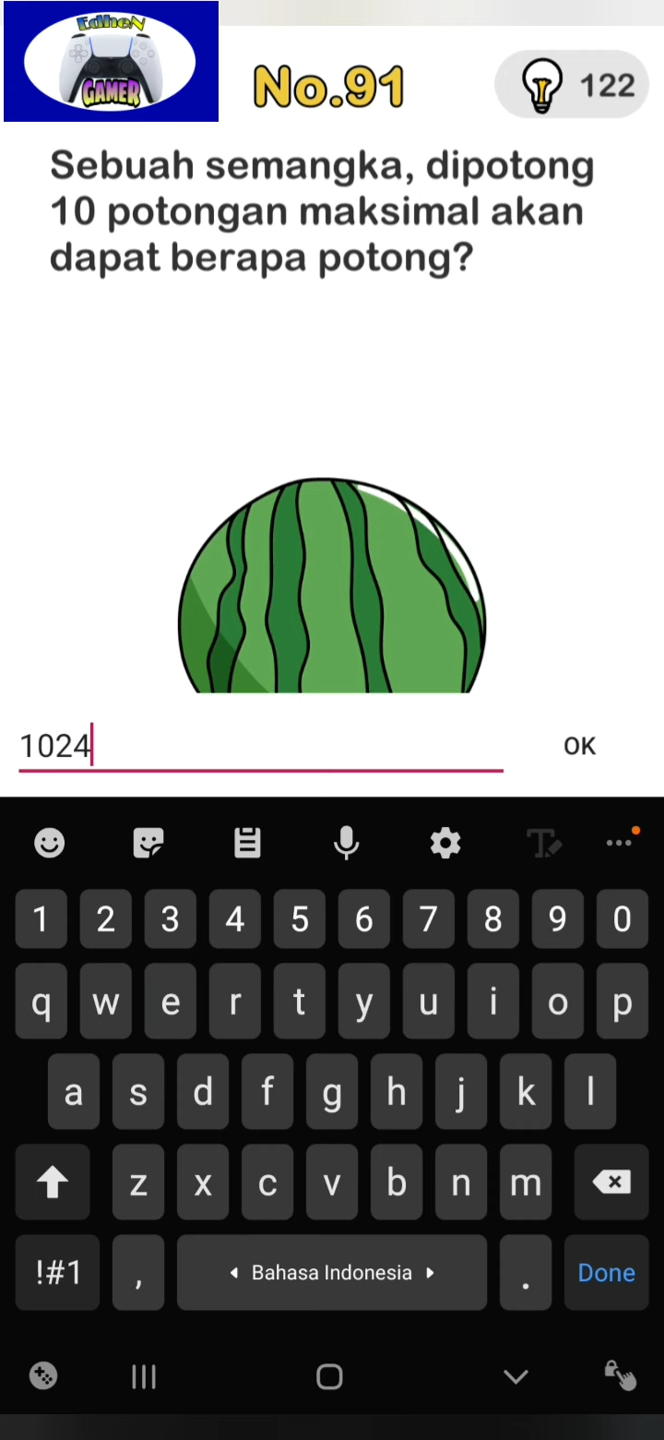 EdheN
GAMER
No.91
122
Sebuah semangka, dipotong
10 potongan maksimal akan
dapat berapa potong?
1024
OK
1 2 3 4 5 6 7 8 9 0
q w e r t y u i o p
a s d f g h j k l
z x c v b n m
!#1 , Bahasa Indonesia . Done